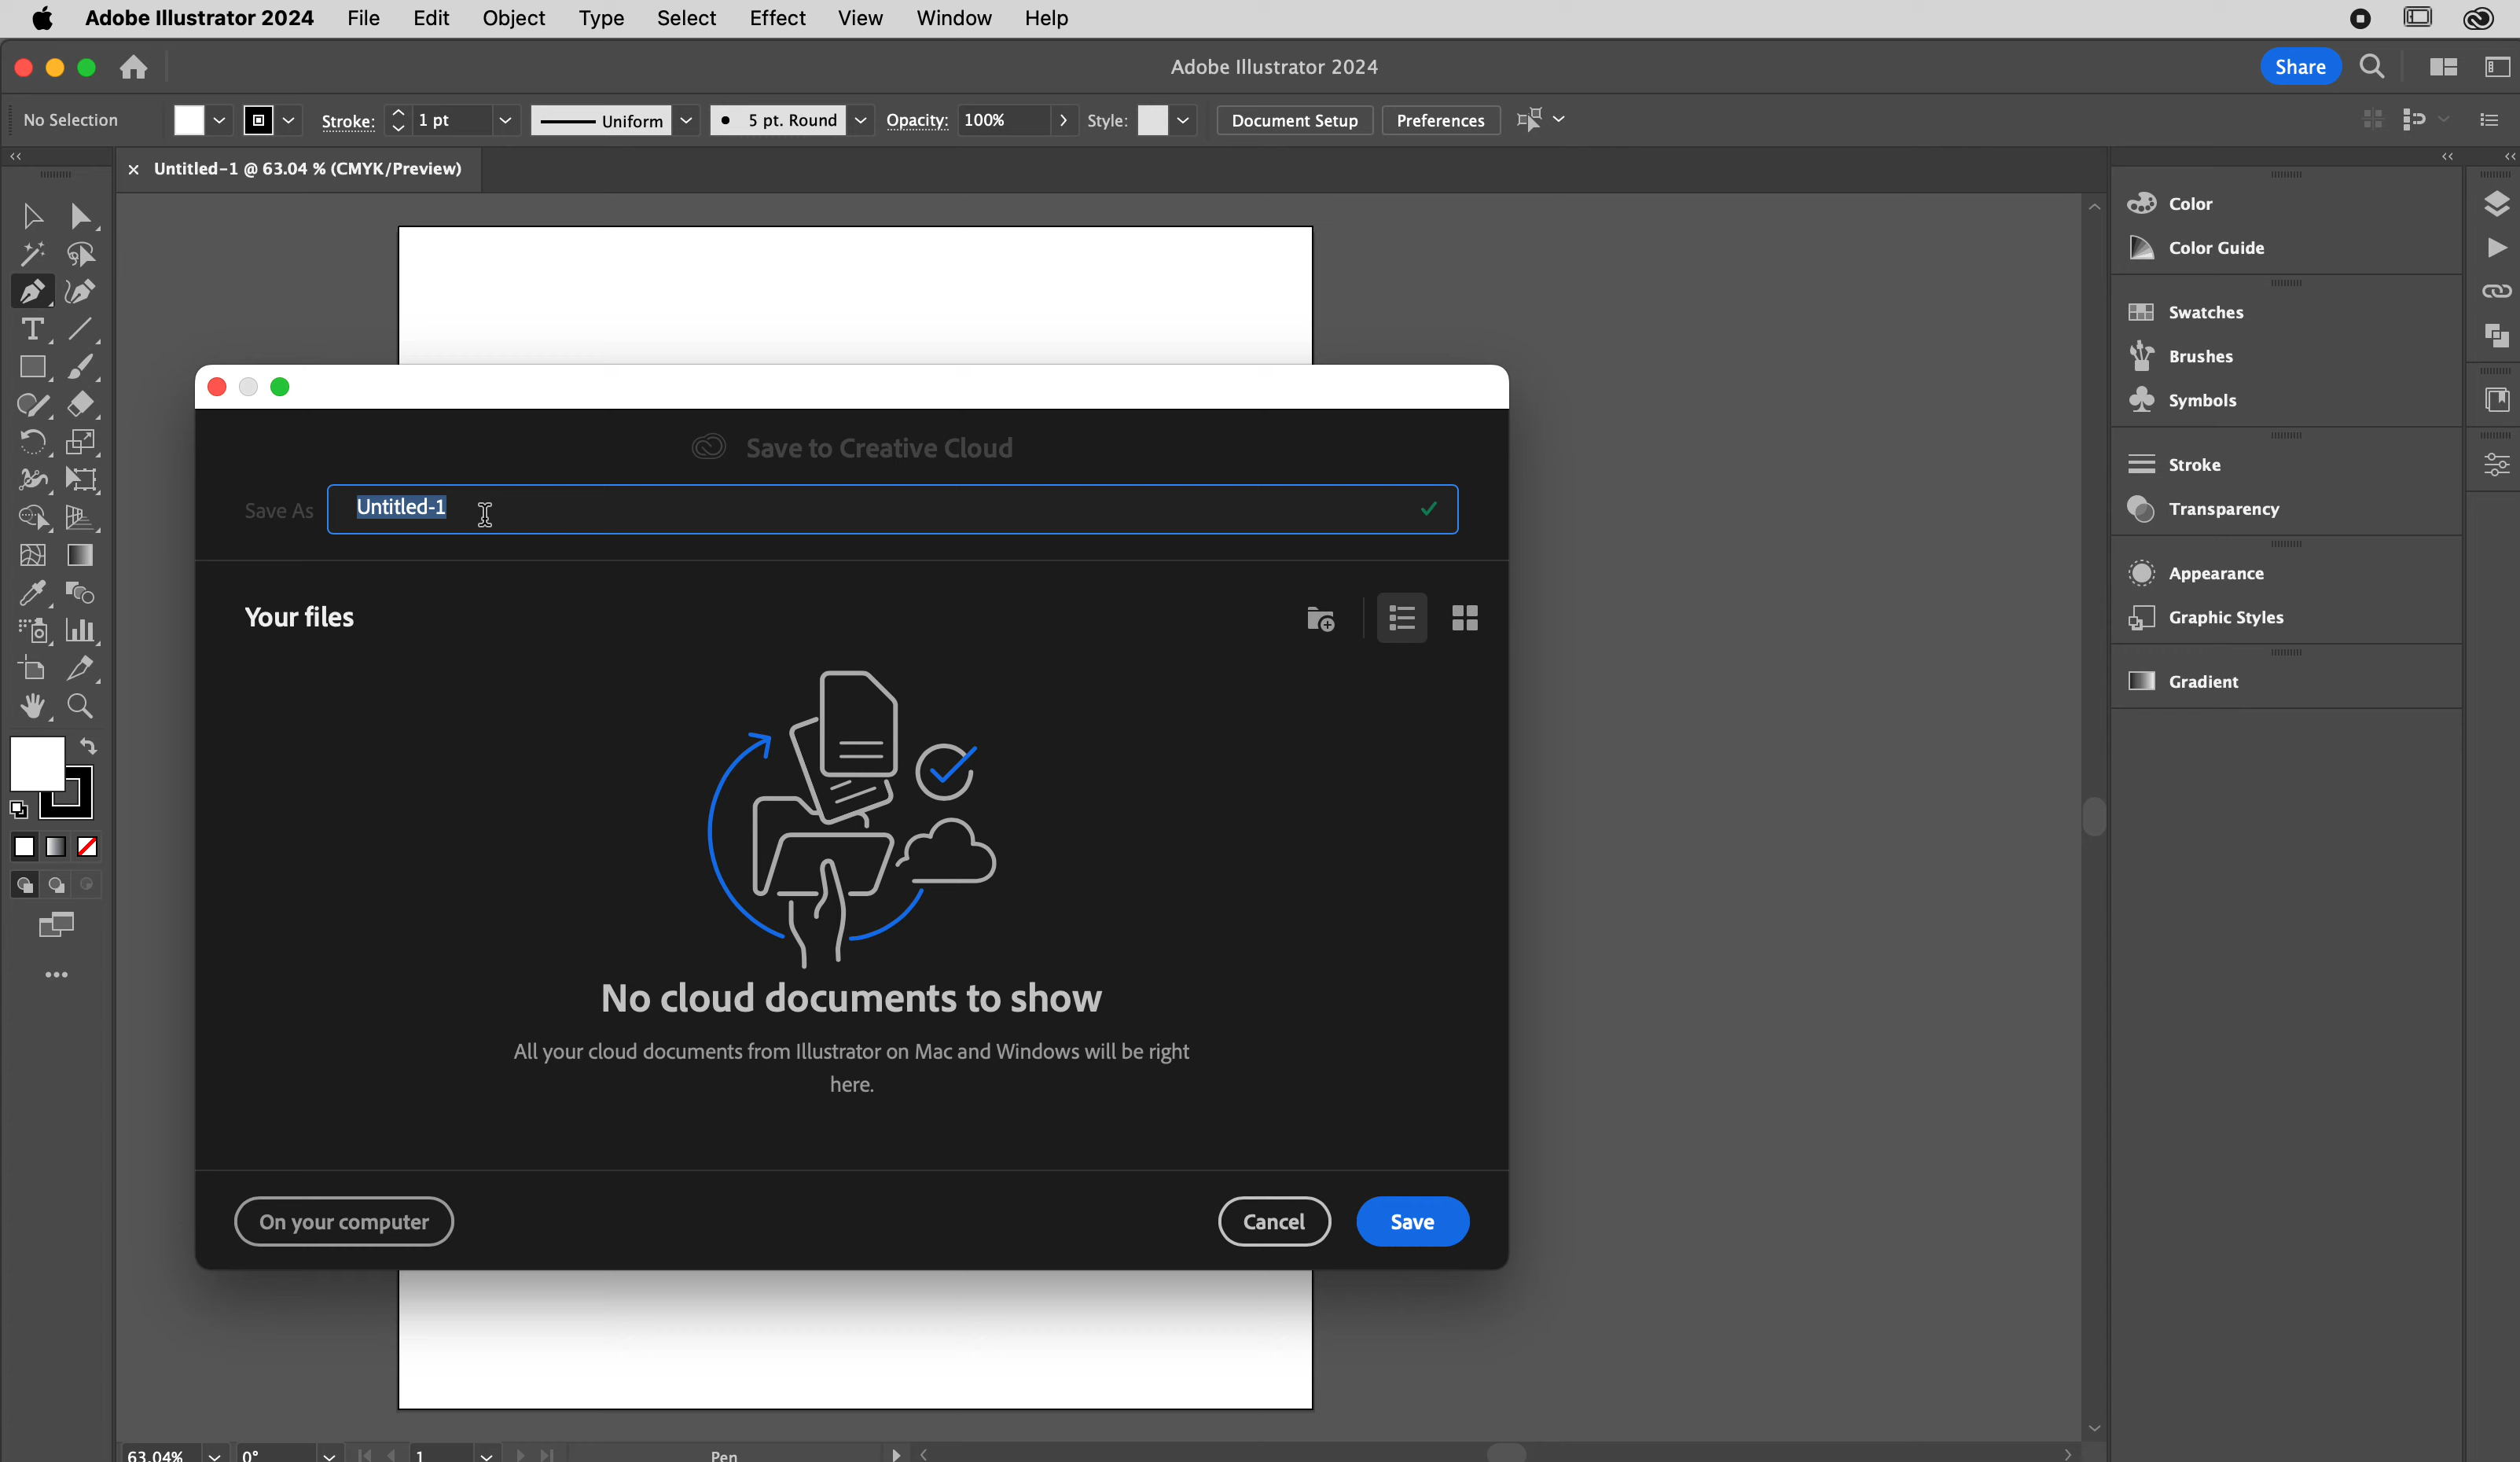 Adobe Illustrator 2024 File Edit Object Type Select Effect View Window Help
Adobe Illustrator 2024
Share
No Selection Stroke: 1 pt Uniform 5 pt. Round Opacity: 100% Style: Document Setup Preferences
Untitled-1 @ 63.04 % (CMYK/Preview)
Save to Creative Cloud
Save As Untitled-1
Your files
No cloud documents to show
All your cloud documents from Illustrator on Mac and Windows will be right
here.
On your computer Cancel Save
Color
Color Guide
Swatches
Brushes
Symbols
Stroke
Transparency
Appearance
Graphic Styles
Gradient
63.04% 0° 1 Pen